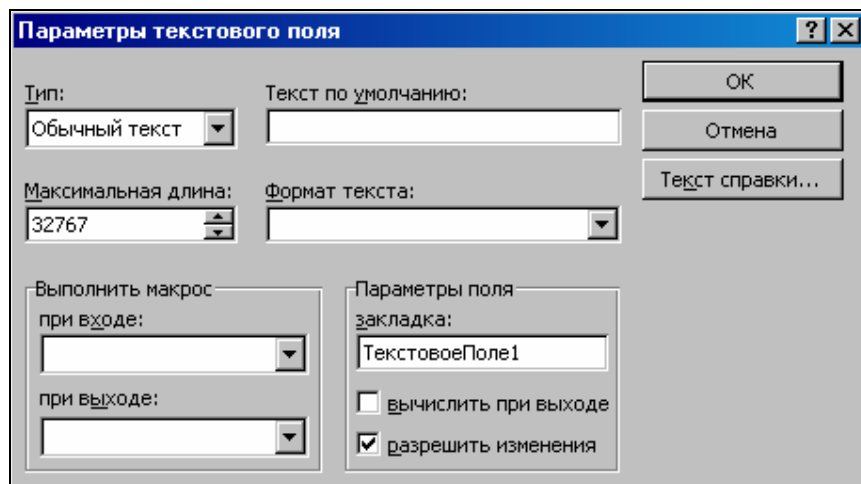 Параметры текстового поля
Тип:
Текст по умолчанию:
OK
Обычный текст
Отмена
Максимальная длина:
Формат текста:
Текст справки...
32767
Выполнить макрос
Параметры поля
при входе:
закладка:
ТекстовоеПоле1
при выходе:
вычислить при выходе
разрешить изменения